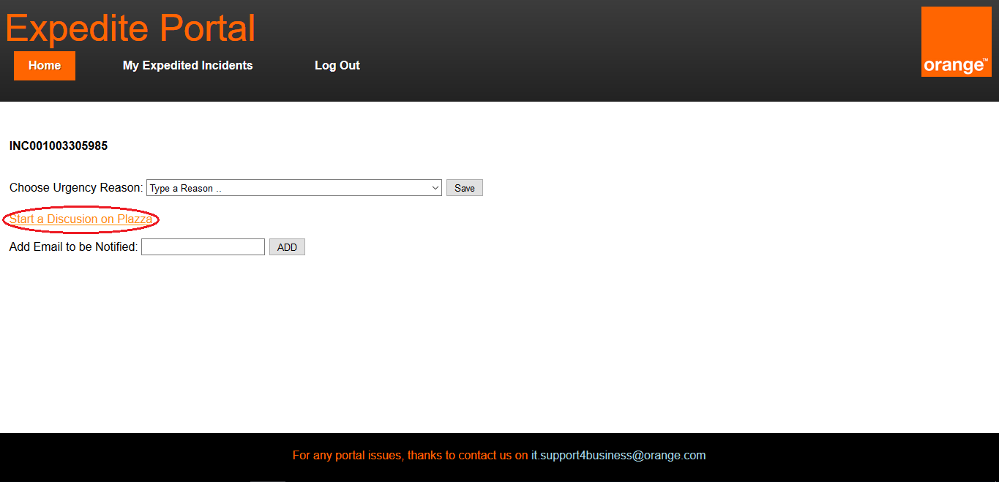 Expedite Portal
Home My Expedited Incidents Log Out
orange™
INC001003305985
Choose Urgency Reason: Type a Reason .. Save
Start a Discusion on Plazza
Add Email to be Notified: ADD
For any portal issues, thanks to contact us on it.support4business@orange.com